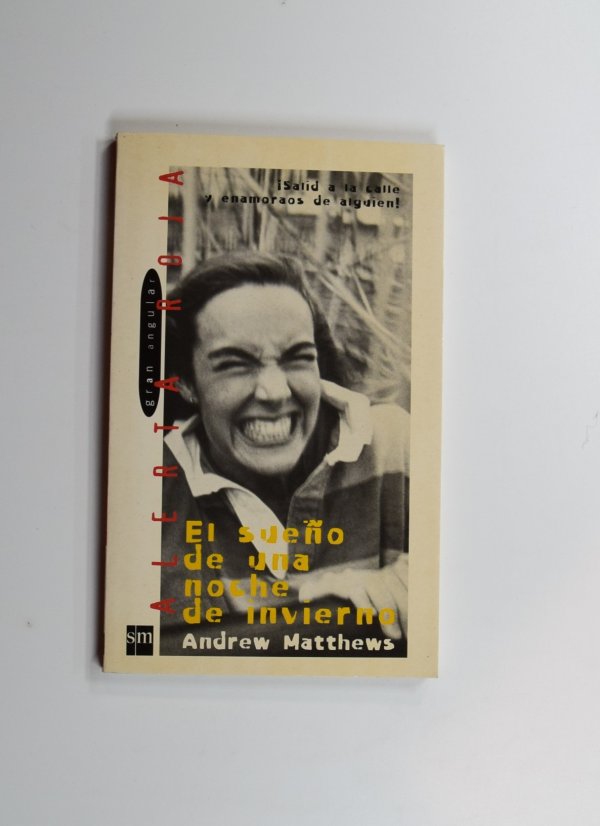 ¡Salid a la calle
y enamoraos de alguien!
ALERTA ROJA
gran angular
El sueño
de una
noche
de invierno
Andrew Matthews
sm